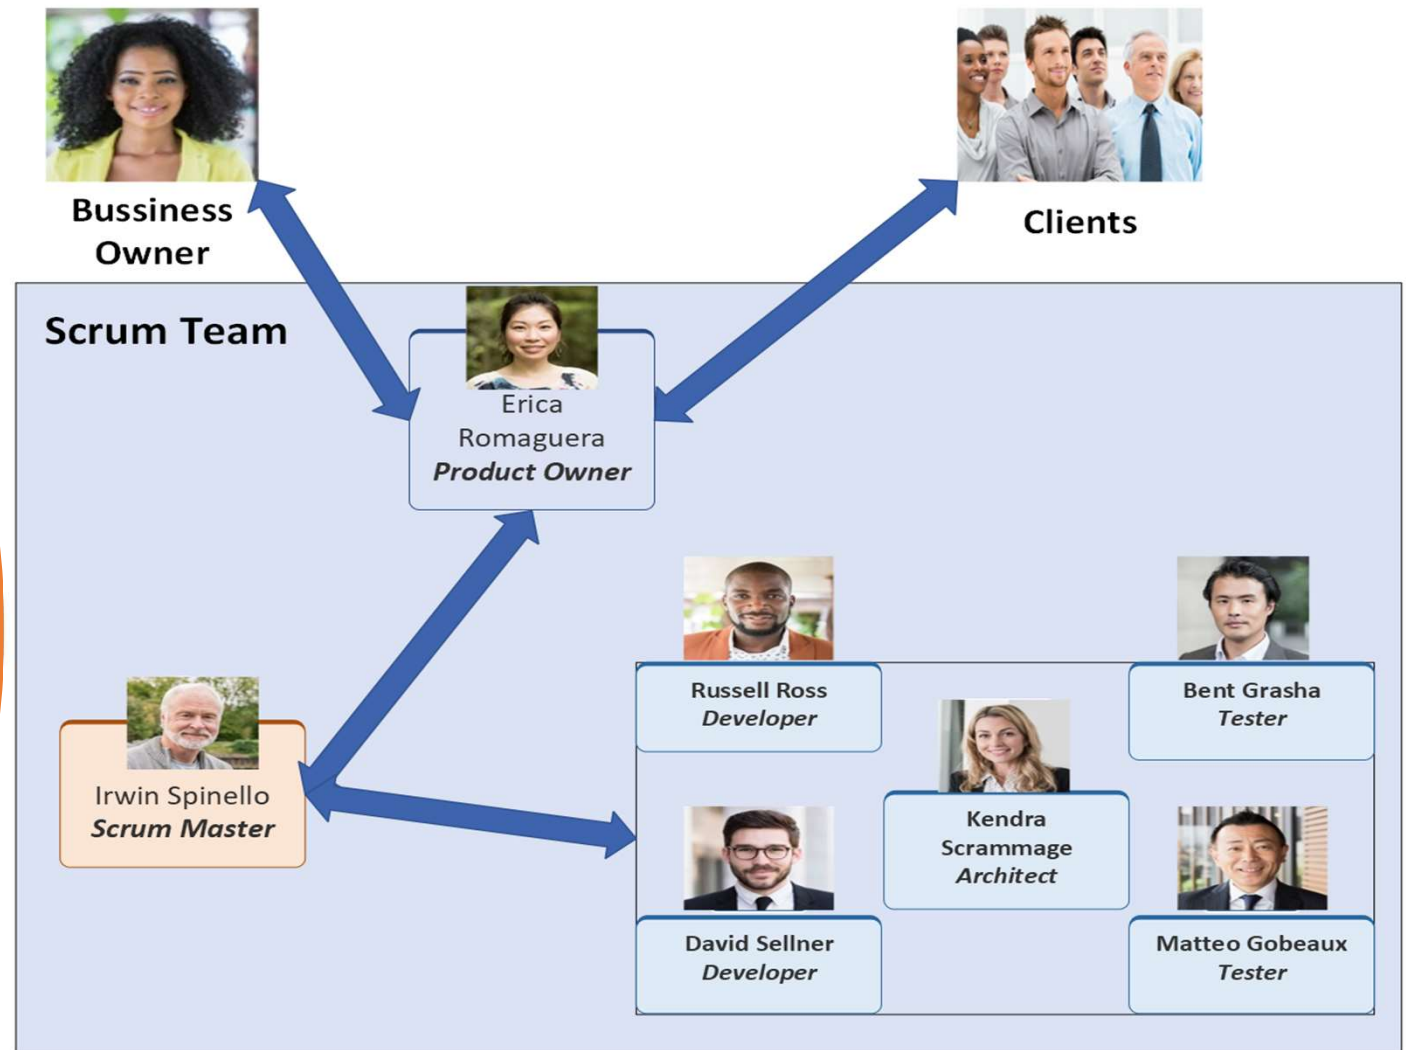 Bussiness
Owner
Clients
Scrum Team
Erica
Romaguera
Product Owner
Russell Ross
Developer
Bent Grasha
Tester
Irwin Spinello
Scrum Master
Kendra
Scrammage
Architect
David Sellner
Developer
Matteo Gobeaux
Tester